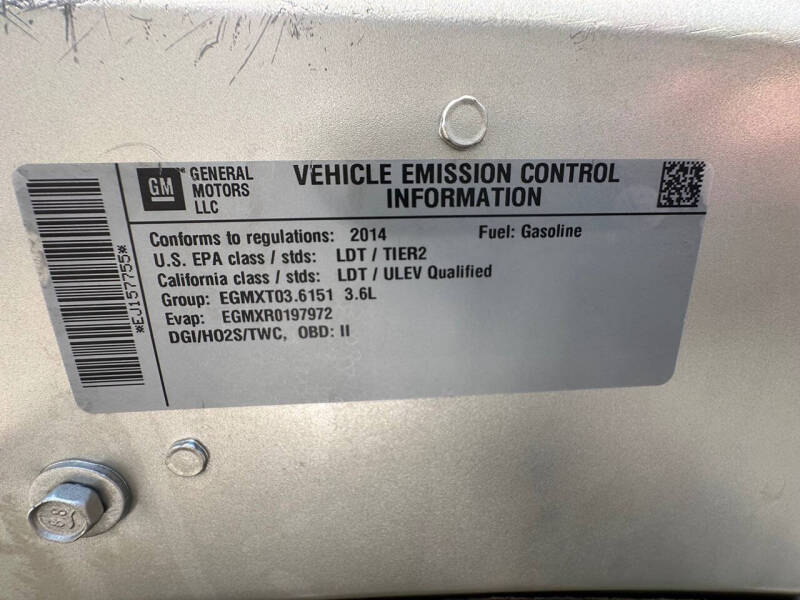 GM
GENERAL
MOTORS
LLC
VEHICLE EMISSION CONTROL
INFORMATION
*EJ157755*
Conforms to regulations: 2014 Fuel: Gasoline
U.S. EPA class / stds: LDT / TIER2
California class / stds: LDT / ULEV Qualified
Group: EGMXT03.6151 3.6L
Evap: EGMXR0197972
DGI/HO2S/TWC, OBD: II